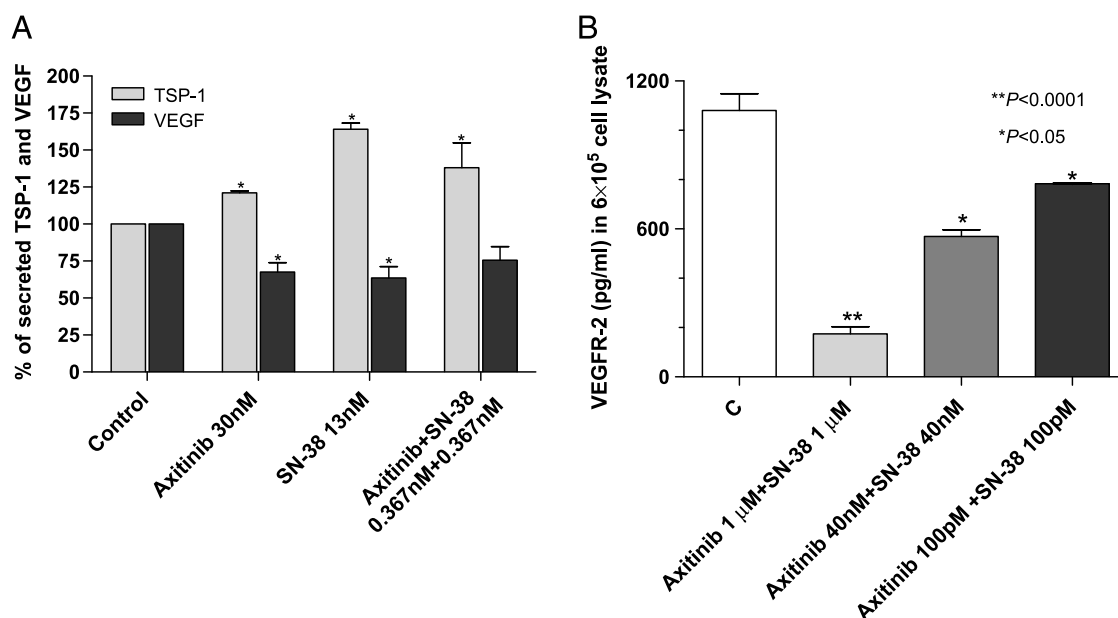 A
% of secreted TSP-1 and VEGF
200
175
150
125
100
75
50
25
0
TSP-1
VEGF
*
*
*
*
*
Control
Axitinib 30nM
SN-38 13nM
Axitinib+SN-38
0.367nM+0.367nM
B
VEGFR-2 (pg/ml) in 6×10⁵ cell lysate
1200
600
0
**P<0.0001
*P<0.05
**
*
*
C
Axitinib 1 μM+SN-38 1 μM
Axitinib 40nM+SN-38 40nM
Axitinib 100pM +SN-38 100pM